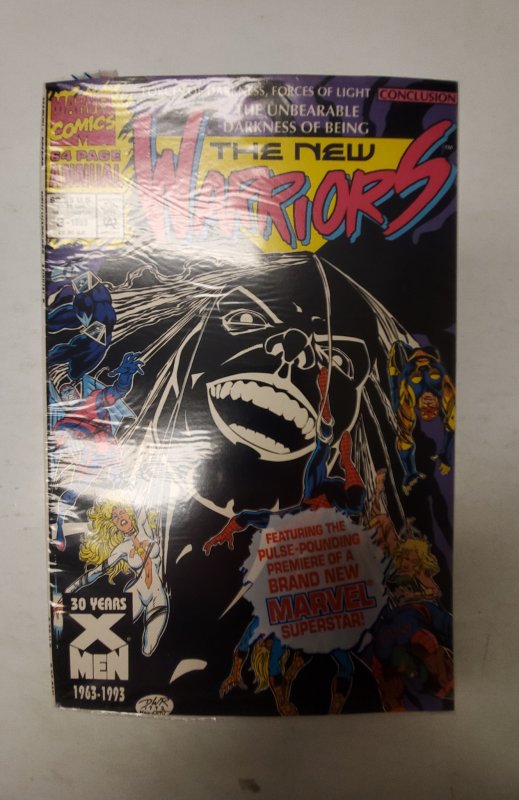 FORCES OF DARKNESS, FORCES OF LIGHT
CONCLUSION
THE UNBEARABLE
DARKNESS OF BEING
MARVEL
COMICS
64 PAGE
ANNUAL
THE NEW
WARRIORS
TM
FEATURING THE
PULSE-POUNDING
PREMIERE OF A
BRAND NEW
MARVEL
SUPERSTAR!
30 YEARS
X
MEN
1963-1993